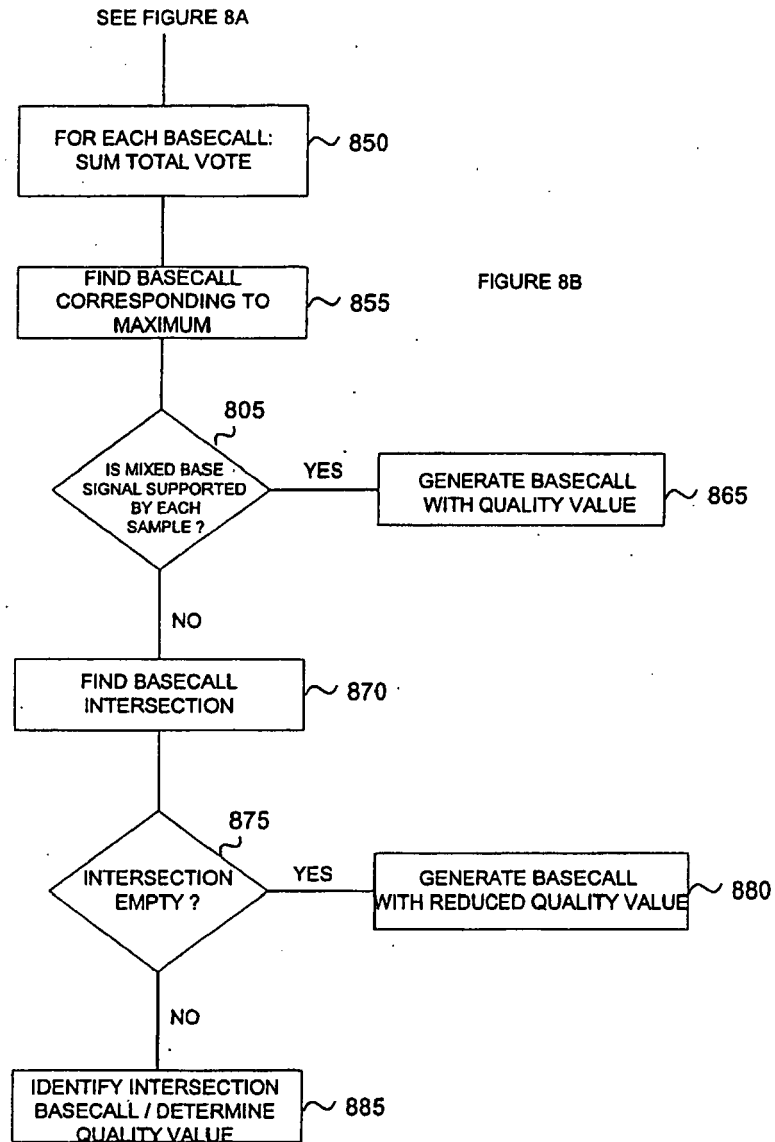 SEE FIGURE 8A
FOR EACH BASECALL:
SUM TOTAL VOTE
850
FIND BASECALL
CORRESPONDING TO
MAXIMUM
855
FIGURE 8B
805
IS MIXED BASE
SIGNAL SUPPORTED
BY EACH
SAMPLE ?
YES
GENERATE BASECALL
WITH QUALITY VALUE
865
NO
FIND BASECALL
INTERSECTION
870
875
INTERSECTION
EMPTY ?
YES
GENERATE BASECALL
WITH REDUCED QUALITY VALUE
880
NO
IDENTIFY INTERSECTION
BASECALL / DETERMINE
QUALITY VALUE
885